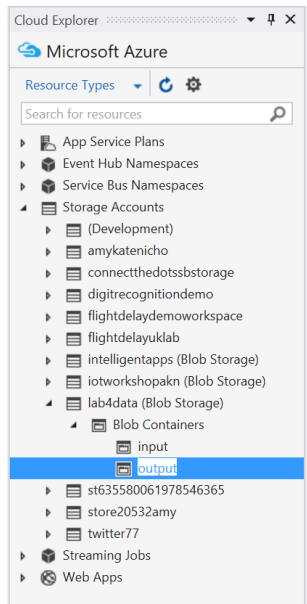 Cloud Explorer
Microsoft Azure
Resource Types
Search for resources
App Service Plans
Event Hub Namespaces
Service Bus Namespaces
Storage Accounts
(Development)
amykatenicho
connectthedotssbstorage
digitrecognitiondemo
flightdelaydemoworkspace
flightdelayuklab
intelligentapps (Blob Storage)
iotworkshopakn (Blob Storage)
lab4data (Blob Storage)
Blob Containers
input
output
st635580061978546365
store20532amy
twitter77
Streaming Jobs
Web Apps